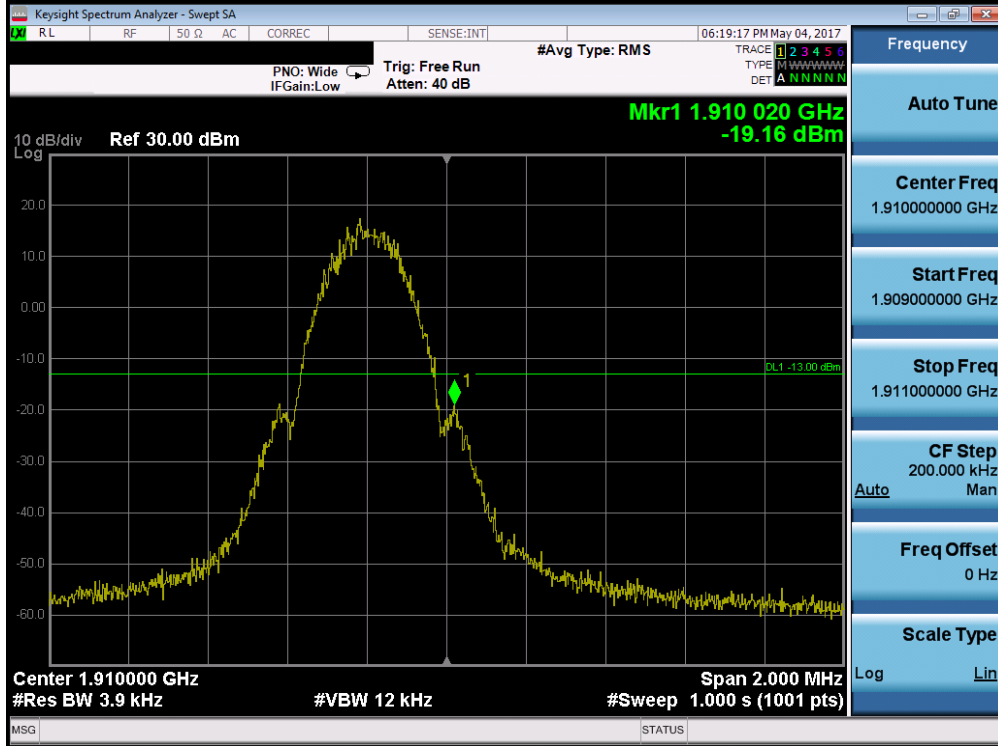 Keysight Spectrum Analyzer - Swept SA
LXI RL RF 50 Ω AC CORREC SENSE:INT 06:19:17 PM May 04, 2017
#Avg Type: RMS TRACE 1 2 3 4 5 6
PNO: Wide Trig: Free Run TYPE M WWWWW
IFGain:Low Atten: 40 dB DET A N N N N N
Mkr1 1.910 020 GHz
-19.16 dBm
10 dB/div Ref 30.00 dBm
Log
20.0
10.0
0.00
-10.0
DL1 -13.00 dBm
1
-20.0
-30.0
-40.0
-50.0
-60.0
Center 1.910000 GHz Span 2.000 MHz
#Res BW 3.9 kHz #VBW 12 kHz #Sweep 1.000 s (1001 pts)
MSG STATUS
Frequency
Auto Tune
Center Freq
1.910000000 GHz
Start Freq
1.909000000 GHz
Stop Freq
1.911000000 GHz
CF Step
200.000 kHz
Auto Man
Freq Offset
0 Hz
Scale Type
Log Lin